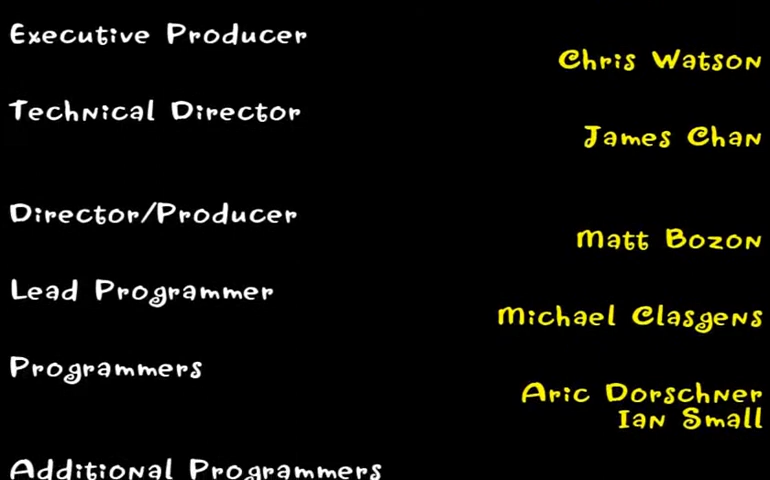 Executive Producer
Chris Watson
Technical Director
James Chan
Director/Producer
Matt Bozon
Lead Programmer
Michael Clasgens
Programmers
Aric Dorschner
Ian Small
Additional Programmers